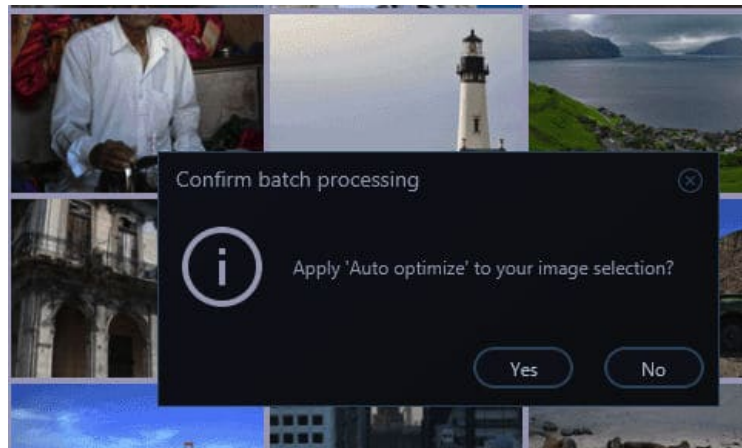 Confirm batch processing
Apply 'Auto optimize' to your image selection?
Yes
No